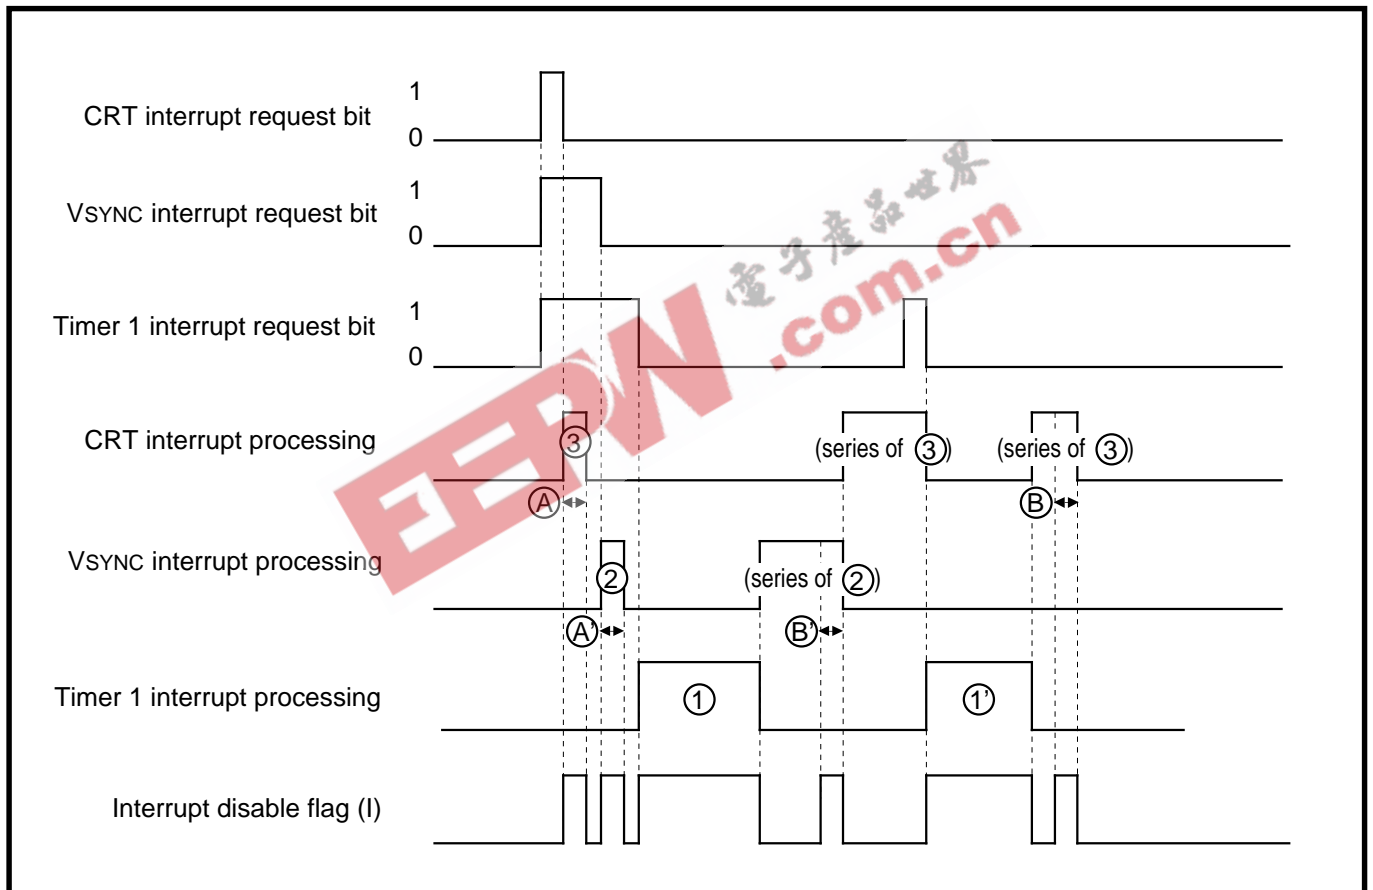 CRT interrupt request bit
1
0
VSYNC interrupt request bit
1
0
Timer 1 interrupt request bit
1
0
電子產品世界
.com.cn
EEPW
CRT interrupt processing
③
(series of ③)
(series of ③)
Ⓐ
Ⓑ
VSYNC interrupt processing
②
(series of ②)
A’
B’
Timer 1 interrupt processing
①
①’
Interrupt disable flag (I)